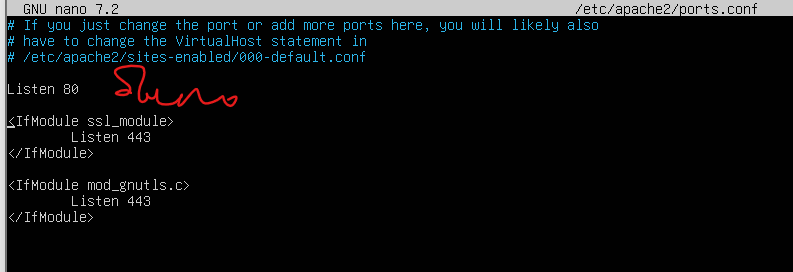 GNU nano 7.2 /etc/apache2/ports.conf
# If you just change the port or add more ports here, you will likely also
# have to change the VirtualHost statement in
# /etc/apache2/sites-enabled/000-default.conf
Listen 80
<IfModule ssl_module>
Listen 443
</IfModule>
<IfModule mod_gnutls.c>
Listen 443
</IfModule>